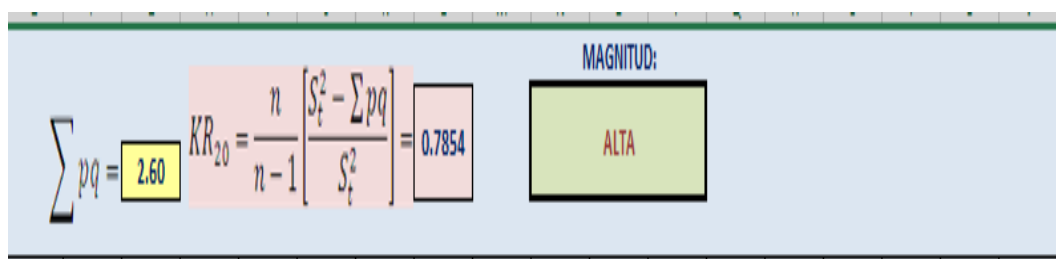 MAGNITUD:
∑ pq = 2.60
KR₂₀ = n / (n − 1) [(Sₜ² − ∑pq) / Sₜ²] = 0.7854
ALTA